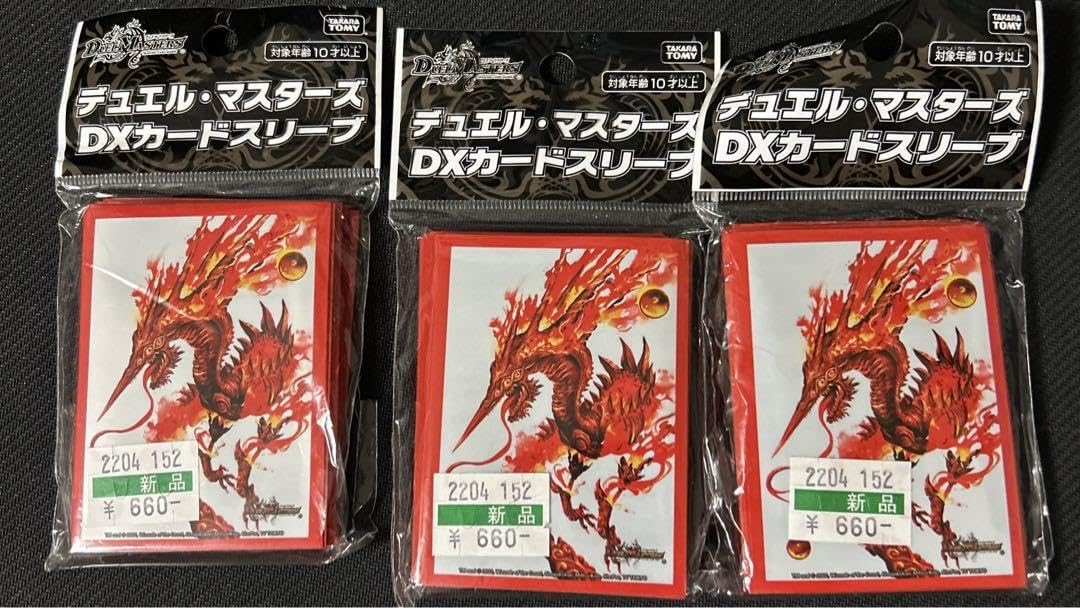 DUEL MASTERS
TAKARA TOMY
対象年齢10才以上
デュエル・マスターズ
DXカードスリーブ
2204 152
新品
¥ 660-
DUEL MASTERS
TAKARA TOMY
対象年齢10才以上
デュエル・マスターズ
DXカードスリーブ
2204 152
新品
¥ 660-
DUEL MASTERS
TAKARA TOMY
対象年齢10才以上
デュエル・マスターズ
DXカードスリーブ
2204 152
新品
¥ 660-